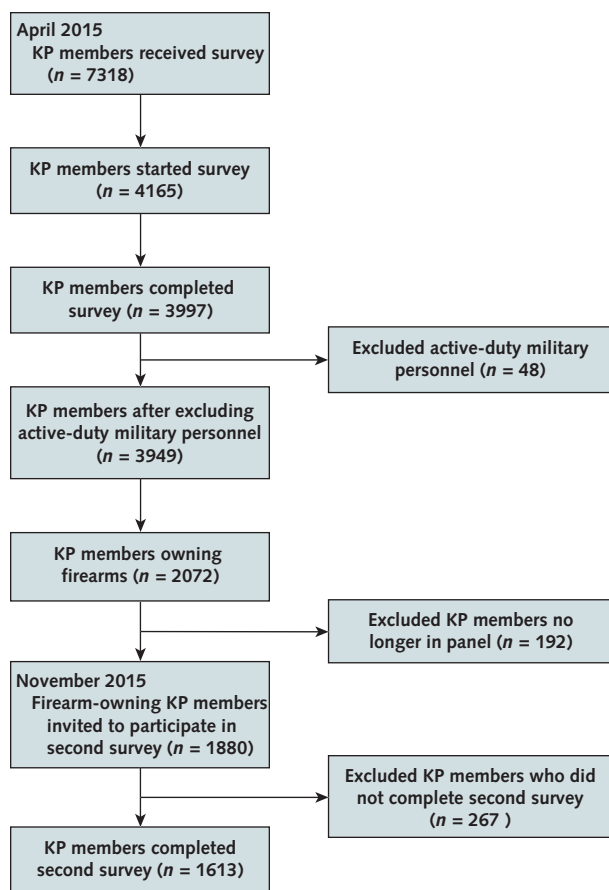 April 2015
KP members received survey
(n = 7318)
KP members started survey
(n = 4165)
KP members completed
survey (n = 3997)
Excluded active-duty military
personnel (n = 48)
KP members after excluding
active-duty military personnel
(n = 3949)
KP members owning
firearms (n = 2072)
Excluded KP members no
longer in panel (n = 192)
November 2015
Firearm-owning KP members
invited to participate in
second survey (n = 1880)
Excluded KP members who did
not complete second survey
(n = 267 )
KP members completed
second survey (n = 1613)